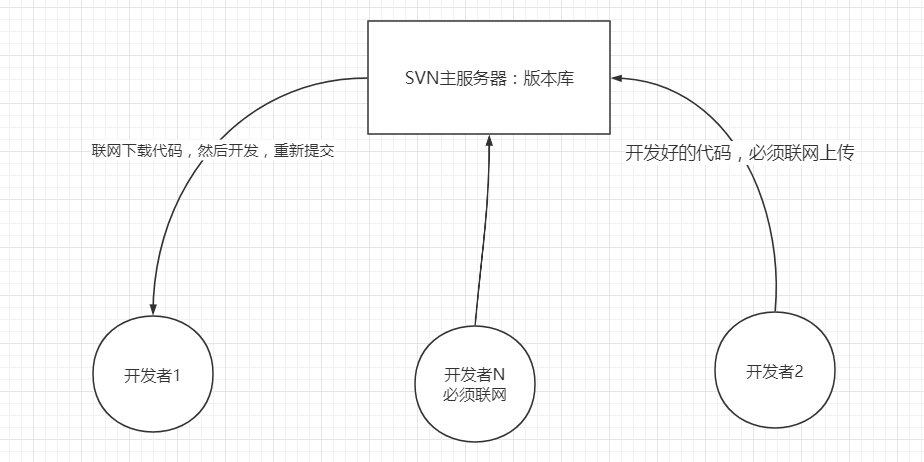 SVN主服务器：版本库
联网下载代码，然后开发，重新提交
开发好的代码，必须联网上传
开发者1
开发者N
必须联网
开发者2